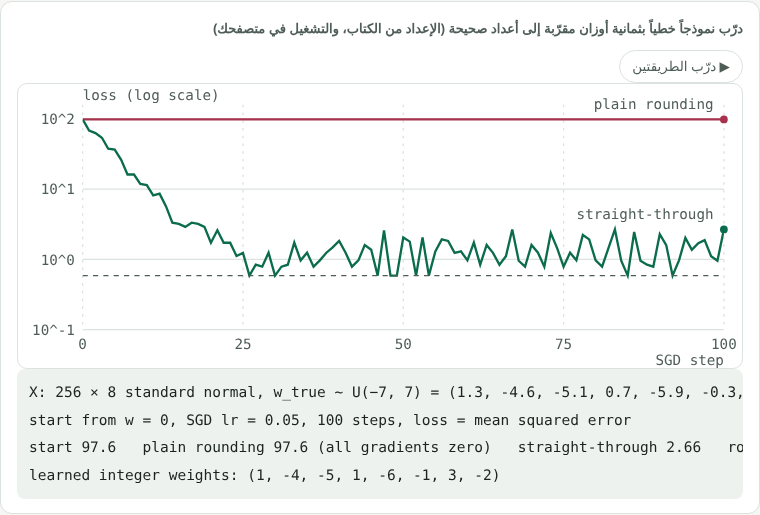 درّب نموذجاً خطياً بثمانية أوزان مقرّبة إلى أعداد صحيحة (الإعداد من الكتاب، والتشغيل في متصفحك)
▶ درّب الطريقتين
loss (log scale)
plain rounding
10^2
10^1
straight-through
10^0
10^-1
0 25 50 75 100
SGD step
X: 256 × 8 standard normal, w_true ~ U(−7, 7) = (1.3, -4.6, -5.1, 0.7, -5.9, -0.3,
start from w = 0, SGD lr = 0.05, 100 steps, loss = mean squared error
start 97.6 plain rounding 97.6 (all gradients zero) straight-through 2.66 ro
learned integer weights: (1, -4, -5, 1, -6, -1, 3, -2)